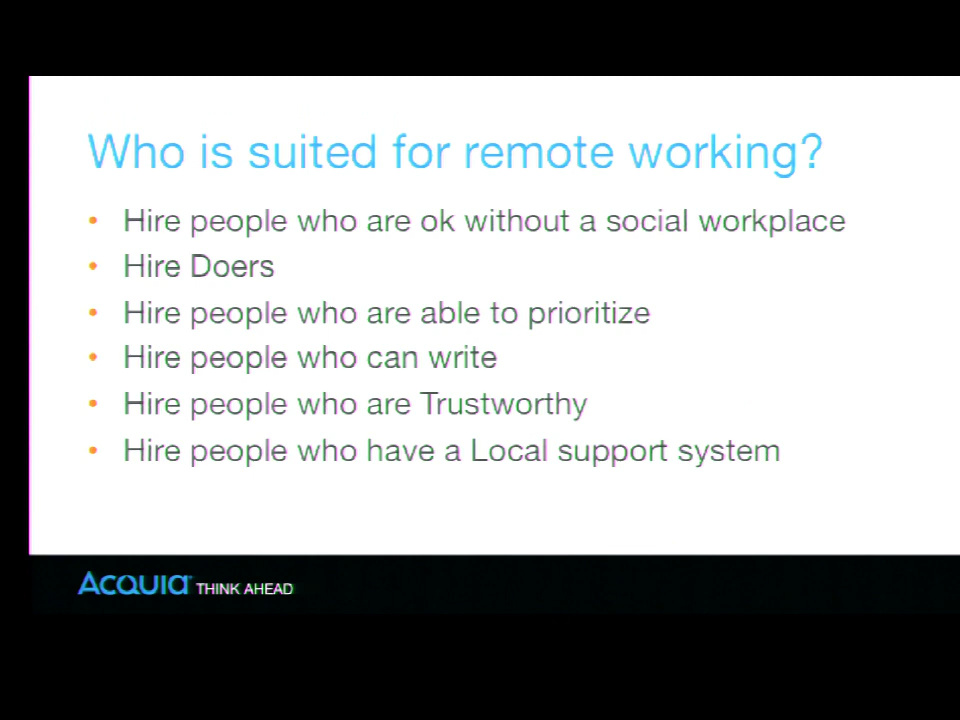 Who is suited for remote working?
• Hire people who are ok without a social workplace
• Hire Doers
• Hire people who are able to prioritize
• Hire people who can write
• Hire people who are Trustworthy
• Hire people who have a Local support system
Acquia THINK AHEAD